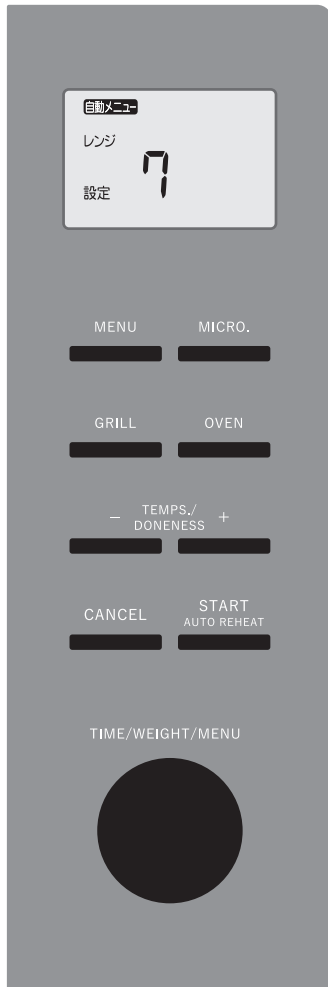 自動メニュー
レンジ
7
設定
MENU MICRO.
GRILL OVEN
− TEMPS./ +
DONENESS
CANCEL START
AUTO REHEAT
TIME/WEIGHT/MENU